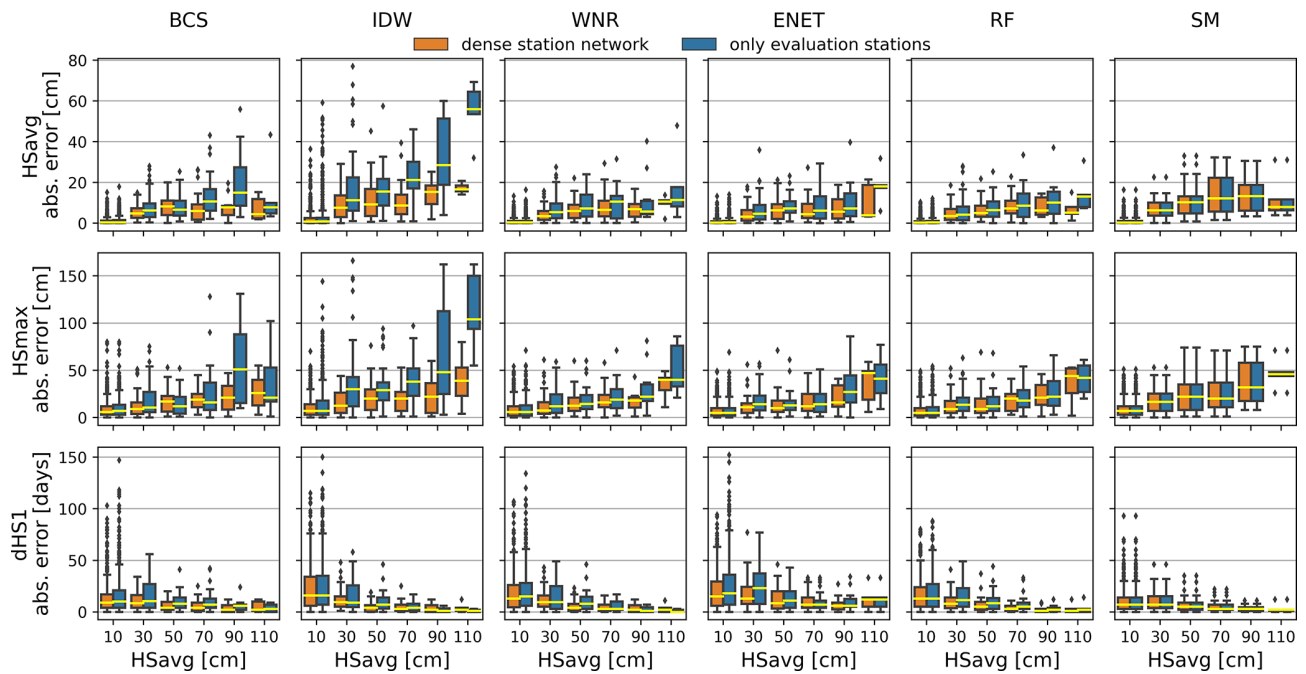 BCS IDW WNR ENET RF SM
dense station network only evaluation stations
HSavg
abs. error [cm]
80
60
40
20
0
HSmax
abs. error [cm]
150
100
50
0
dHS1
abs. error [days]
150
100
50
0
10 30 50 70 90 110 10 30 50 70 90 110 10 30 50 70 90 110 10 30 50 70 90 110 10 30 50 70 90 110 10 30 50 70 90 110
HSavg [cm] HSavg [cm] HSavg [cm] HSavg [cm] HSavg [cm] HSavg [cm]